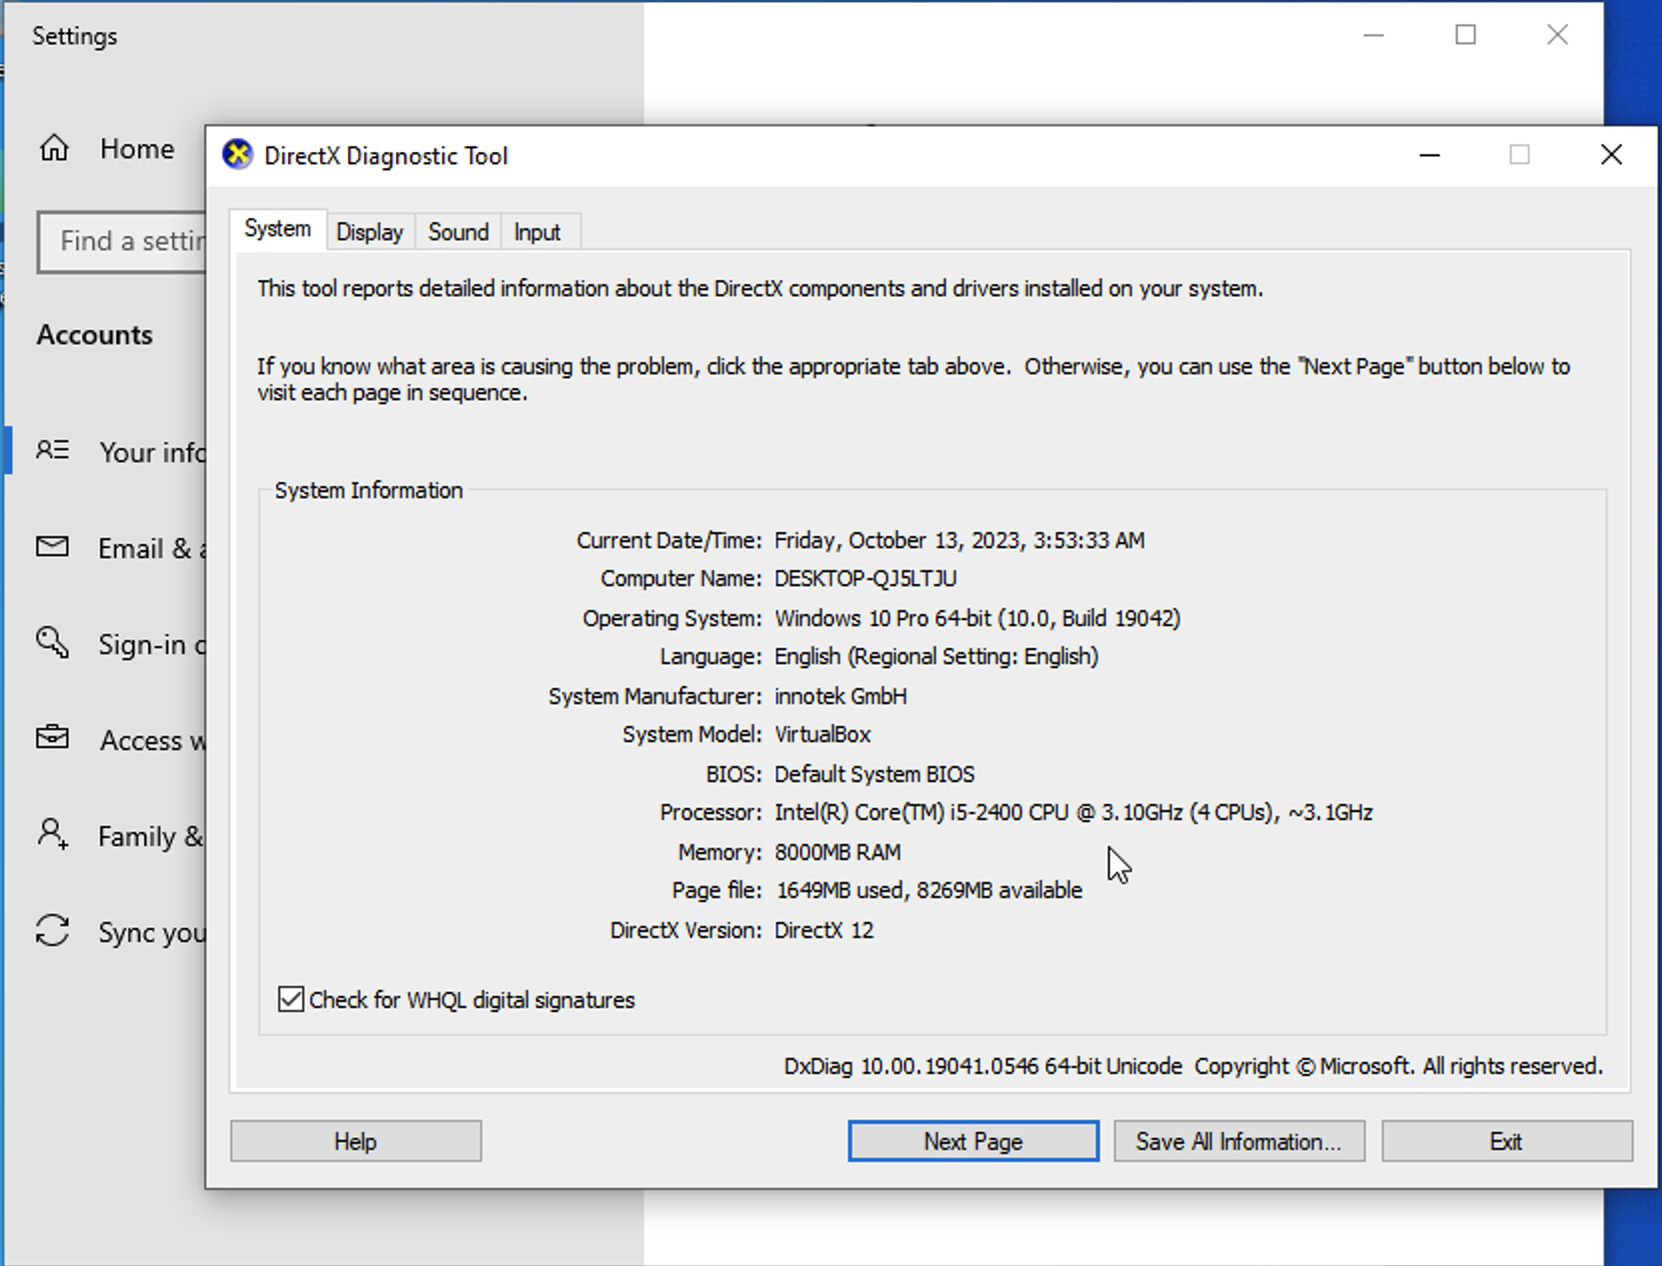 Settings
Home
Find a settin
Accounts
Your info
Email & a
Sign-in o
Access w
Family &
Sync you
DirectX Diagnostic Tool
System Display Sound Input
This tool reports detailed information about the DirectX components and drivers installed on your system.
If you know what area is causing the problem, click the appropriate tab above.  Otherwise, you can use the "Next Page" button below to
visit each page in sequence.
System Information
Current Date/Time: Friday, October 13, 2023, 3:53:33 AM
Computer Name: DESKTOP-QJ5LTJU
Operating System: Windows 10 Pro 64-bit (10.0, Build 19042)
Language: English (Regional Setting: English)
System Manufacturer: innotek GmbH
System Model: VirtualBox
BIOS: Default System BIOS
Processor: Intel(R) Core(TM) i5-2400 CPU @ 3.10GHz (4 CPUs), ~3.1GHz
Memory: 8000MB RAM
Page file: 1649MB used, 8269MB available
DirectX Version: DirectX 12
Check for WHQL digital signatures
DxDiag 10.00.19041.0546 64-bit Unicode  Copyright © Microsoft. All rights reserved.
Help Next Page Save All Information... Exit